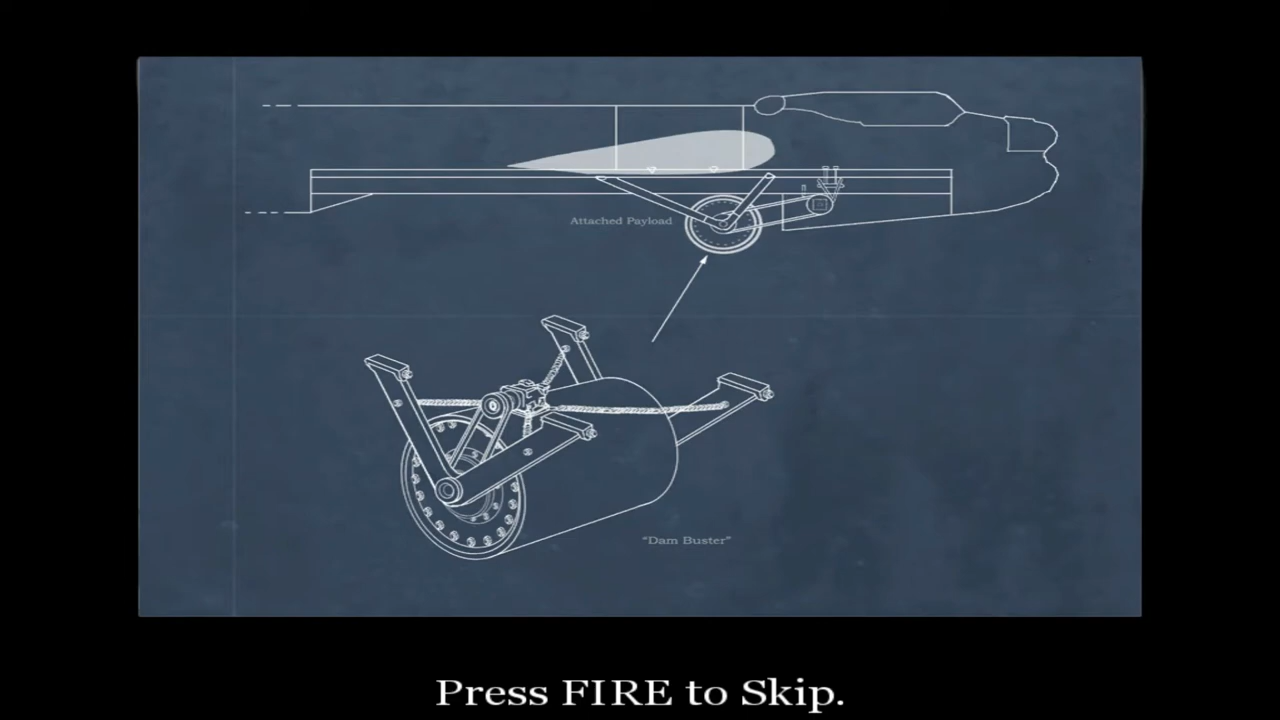 Attached Payload
“Dam Buster”
Press FIRE to Skip.